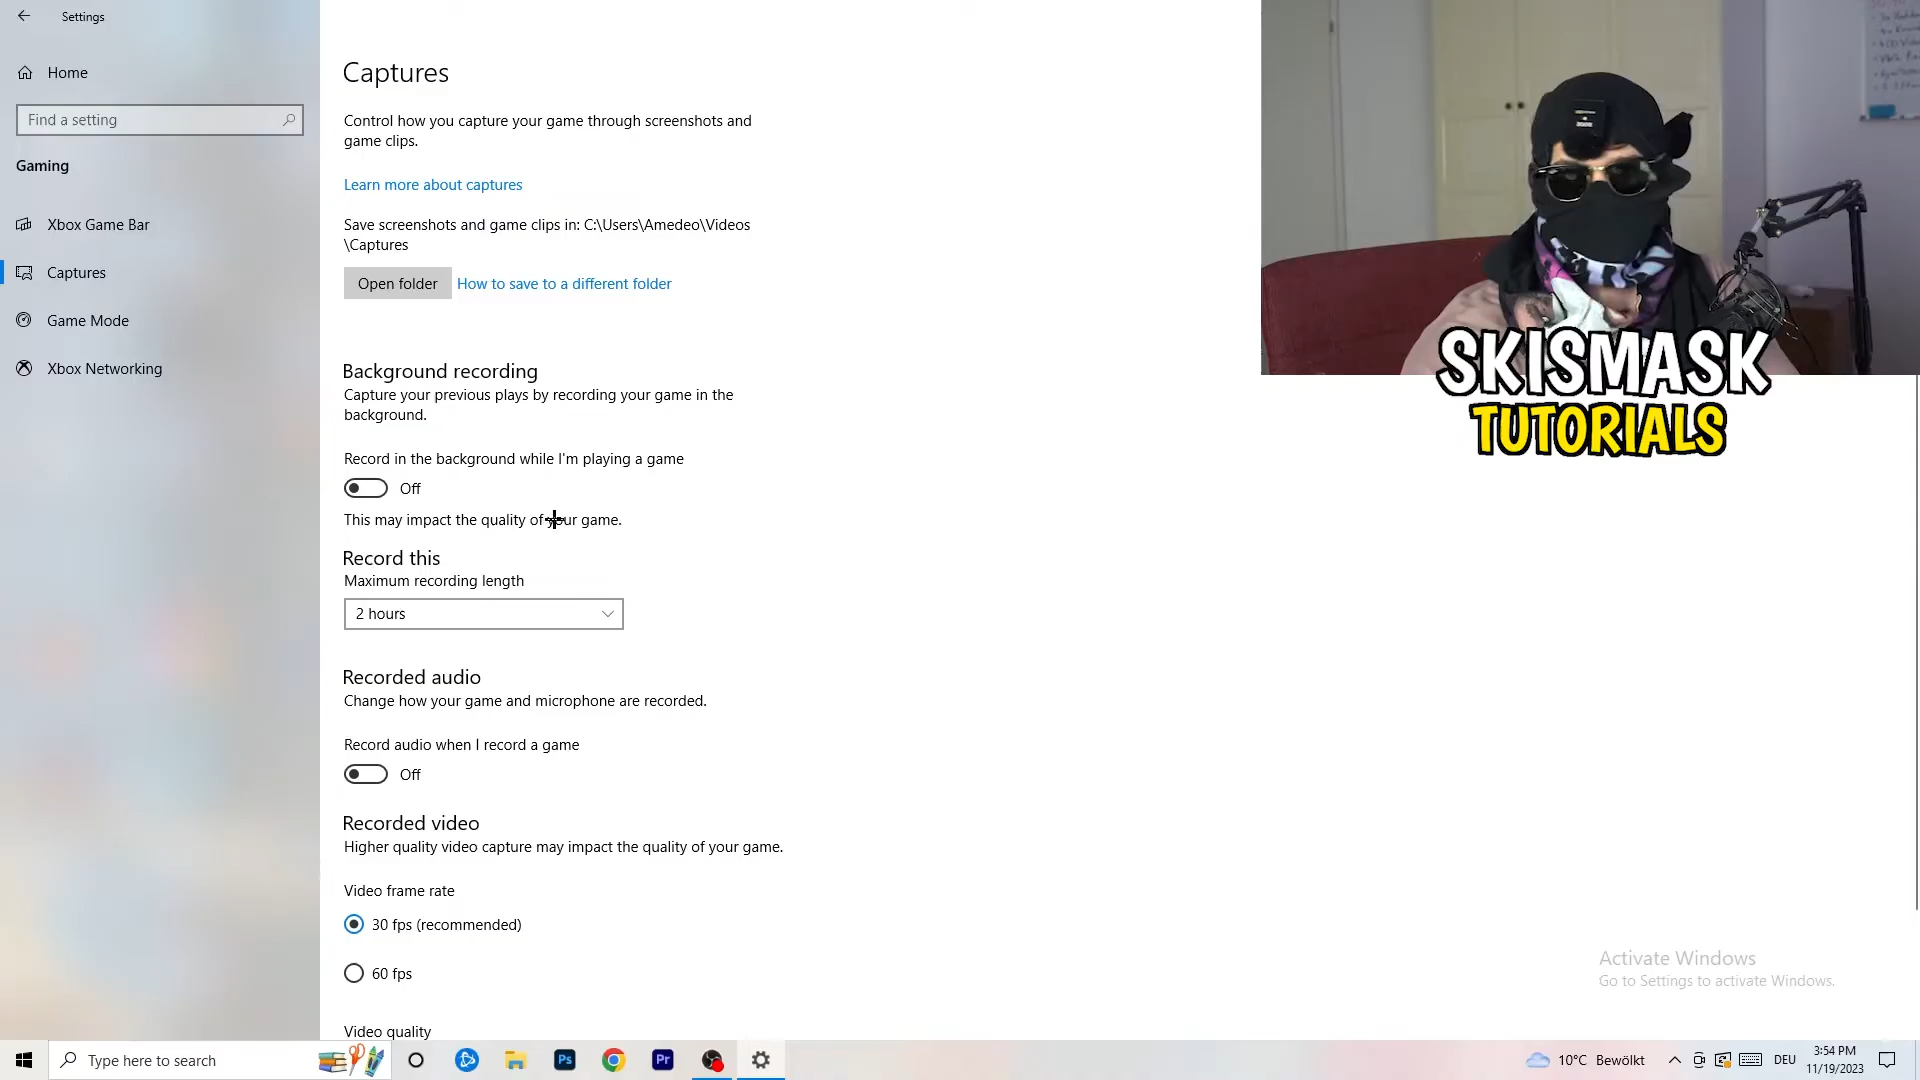 Settings
Home
Find a setting
Gaming
Xbox Game Bar
Captures
Game Mode
Xbox Networking
Captures
Control how you capture your game through screenshots and
game clips.
Learn more about captures
Save screenshots and game clips in: C:\Users\Amedeo\Videos
\Captures
Open folder
How to save to a different folder
Background recording
Capture your previous plays by recording your game in the
background.
Record in the background while I'm playing a game
Off
This may impact the quality of your game.
Record this
Maximum recording length
2 hours
Recorded audio
Change how your game and microphone are recorded.
Record audio when I record a game
Off
Recorded video
Higher quality video capture may impact the quality of your game.
Video frame rate
30 fps (recommended)
60 fps
Video quality
SKISMASK
TUTORIALS
Activate Windows
Go to Settings to activate Windows.
Type here to search
Ps
Pr
10°C Bewölkt
DEU
3:54 PM
11/19/2023